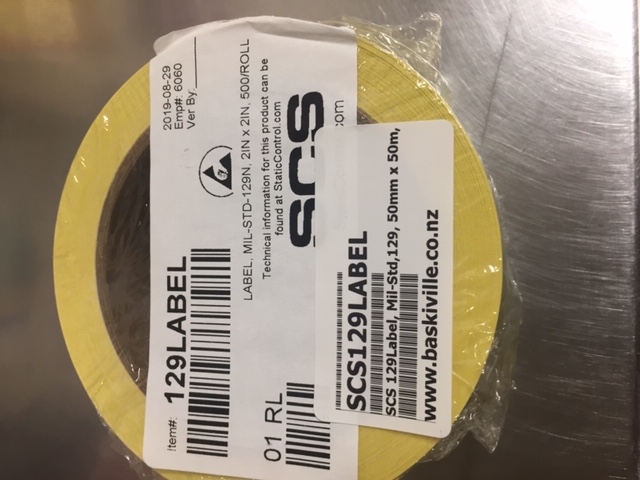 2019-08-29
Emp#: 6060
Ver By:
Item#: 129LABEL
LABEL, MIL-STD-129N, 2IN x 2IN, 500/ROLL
Technical information for this product can be
found at StaticControl.com
SCS
.com
01 RL
SCS129LABEL
SCS 129Label, Mil-Std,129, 50mm x 50m,
www.baskiville.co.nz